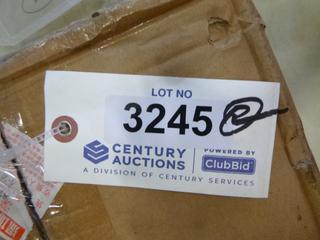 LOT NO
3245
CENTURY
AUCTIONS
POWERED BY
ClubBid
A DIVISION OF CENTURY SERVICES